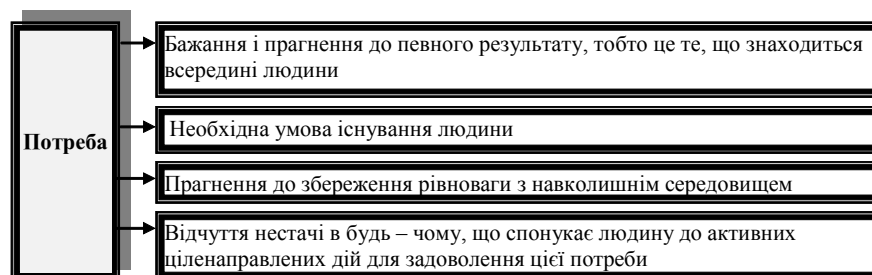 Бажання і прагнення до певного результату, тобто це те, що знаходиться
всередині людини
Потреба
Необхідна умова існування людини
Прагнення до збереження рівноваги з навколишнім середовищем
Відчуття нестачі в будь – чому, що спонукає людину до активних
ціленаправлених дій для задоволення цієї потреби